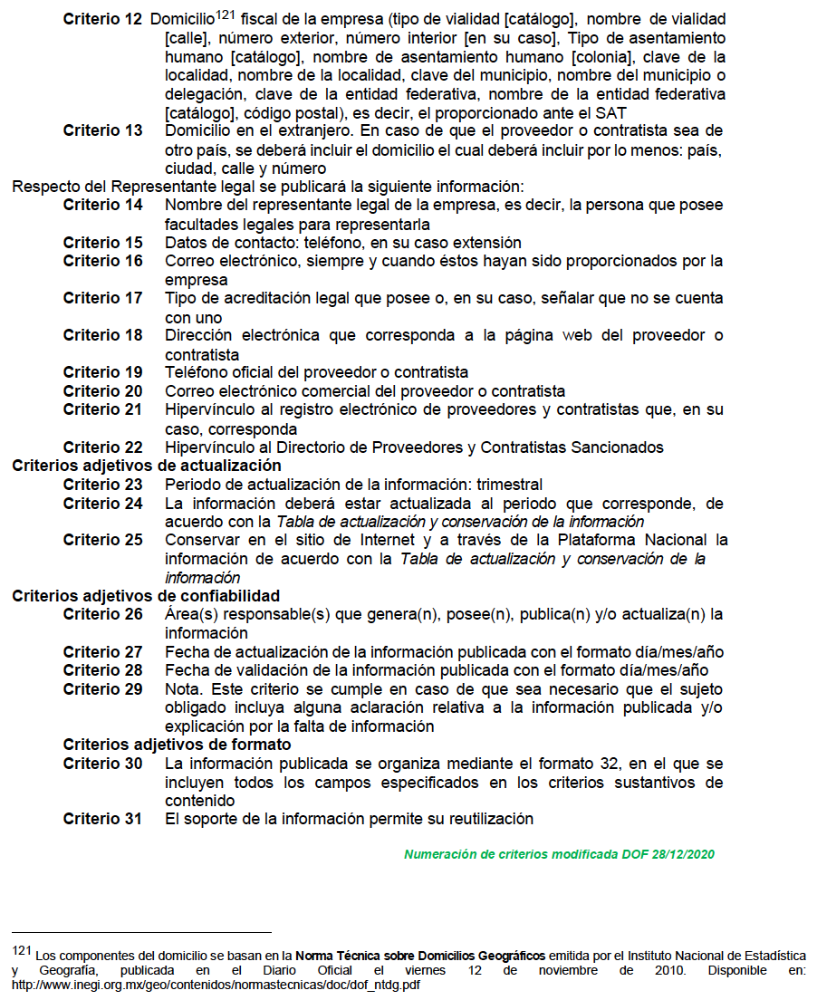 Criterio 12 Domicilio121 fiscal de la empresa (tipo de vialidad [catálogo], nombre de vialidad
[calle], número exterior, número interior [en su caso], Tipo de asentamiento
humano [catálogo], nombre de asentamiento humano [colonia], clave de la
localidad, nombre de la localidad, clave del municipio, nombre del municipio o
delegación, clave de la entidad federativa, nombre de la entidad federativa
[catálogo], código postal), es decir, el proporcionado ante el SAT
Criterio 13 Domicilio en el extranjero. En caso de que el proveedor o contratista sea de
otro país, se deberá incluir el domicilio el cual deberá incluir por lo menos: país,
ciudad, calle y número
Respecto del Representante legal se publicará la siguiente información:
Criterio 14 Nombre del representante legal de la empresa, es decir, la persona que posee
facultades legales para representarla
Criterio 15 Datos de contacto: teléfono, en su caso extensión
Criterio 16 Correo electrónico, siempre y cuando éstos hayan sido proporcionados por la
empresa
Criterio 17 Tipo de acreditación legal que posee o, en su caso, señalar que no se cuenta
con uno
Criterio 18 Dirección electrónica que corresponda a la página web del proveedor o
contratista
Criterio 19 Teléfono oficial del proveedor o contratista
Criterio 20 Correo electrónico comercial del proveedor o contratista
Criterio 21 Hipervínculo al registro electrónico de proveedores y contratistas que, en su
caso, corresponda
Criterio 22 Hipervínculo al Directorio de Proveedores y Contratistas Sancionados
Criterios adjetivos de actualización
Criterio 23 Periodo de actualización de la información: trimestral
Criterio 24 La información deberá estar actualizada al periodo que corresponde, de
acuerdo con la Tabla de actualización y conservación de la información
Criterio 25 Conservar en el sitio de Internet y a través de la Plataforma Nacional la
información de acuerdo con la Tabla de actualización y conservación de la
información
Criterios adjetivos de confiabilidad
Criterio 26 Área(s) responsable(s) que genera(n), posee(n), publica(n) y/o actualiza(n) la
información
Criterio 27 Fecha de actualización de la información publicada con el formato día/mes/año
Criterio 28 Fecha de validación de la información publicada con el formato día/mes/año
Criterio 29 Nota. Este criterio se cumple en caso de que sea necesario que el sujeto
obligado incluya alguna aclaración relativa a la información publicada y/o
explicación por la falta de información
Criterios adjetivos de formato
Criterio 30 La información publicada se organiza mediante el formato 32, en el que se
incluyen todos los campos especificados en los criterios sustantivos de
contenido
Criterio 31 El soporte de la información permite su reutilización
Numeración de criterios modificada DOF 28/12/2020
121 Los componentes del domicilio se basan en la Norma Técnica sobre Domicilios Geográficos emitida por el Instituto Nacional de Estadística
y Geografía, publicada en el Diario Oficial el viernes 12 de noviembre de 2010. Disponible en:
http://www.inegi.org.mx/geo/contenidos/normastecnicas/doc/dof_ntdg.pdf